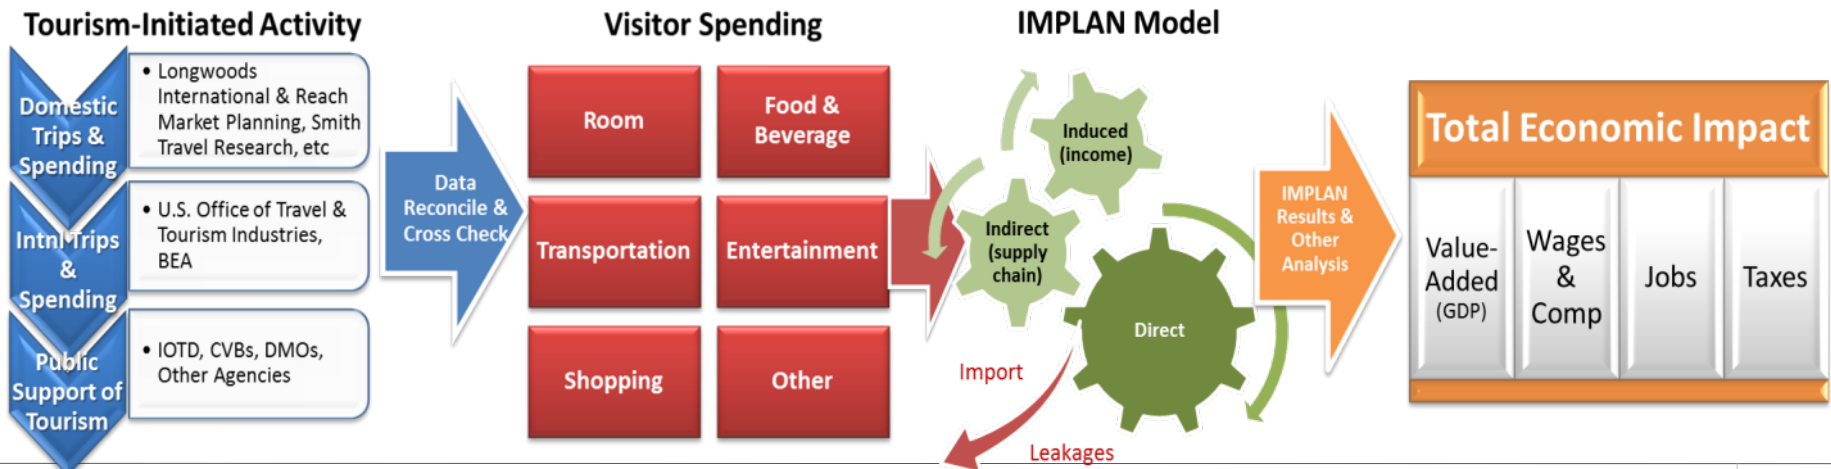 Tourism-Initiated Activity
Domestic
Trips &
Spending
• Longwoods
International & Reach
Market Planning, Smith
Travel Research, etc
Intnl Trips
&
Spending
• U.S. Office of Travel &
Tourism Industries,
BEA
Public
Support of
Tourism
• IOTD, CVBs, DMOs,
Other Agencies
Data
Reconcile &
Cross Check
Visitor Spending
Room
Food &
Beverage
Transportation
Entertainment
Shopping
Other
IMPLAN Model
Induced
(income)
Indirect
(supply
chain)
Direct
Import
Leakages
IMPLAN
Results &
Other
Analysis
Total Economic Impact
Value-
Added
(GDP)
Wages
&
Comp
Jobs
Taxes